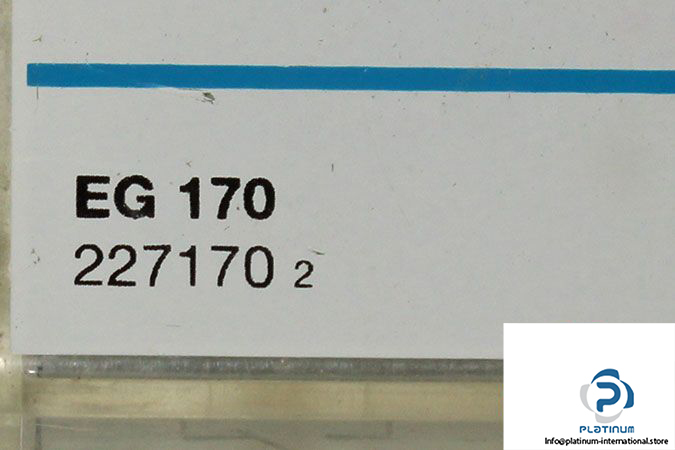 EG 170
227170 2
PLATINUM
Info@platinum-international.store